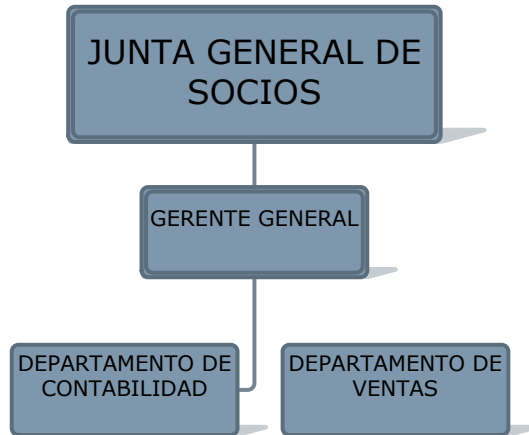 JUNTA GENERAL DE
SOCIOS
GERENTE GENERAL
DEPARTAMENTO DE
CONTABILIDAD
DEPARTAMENTO DE
VENTAS